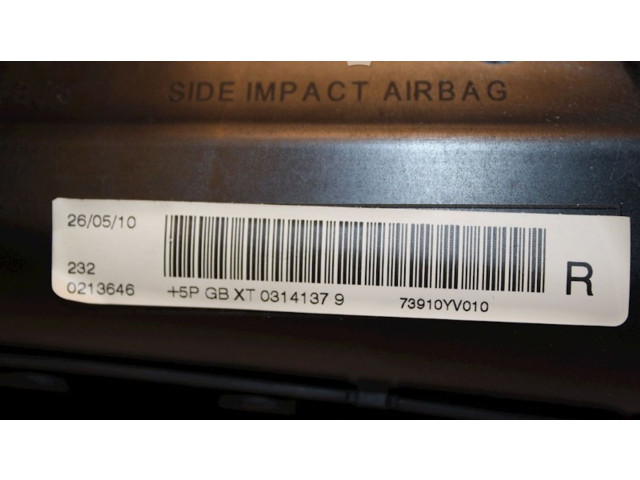 SIDE IMPACT AIRBAG
26/05/10
232
0213646
+5P GB XT 0314137 9
73910YV010
R